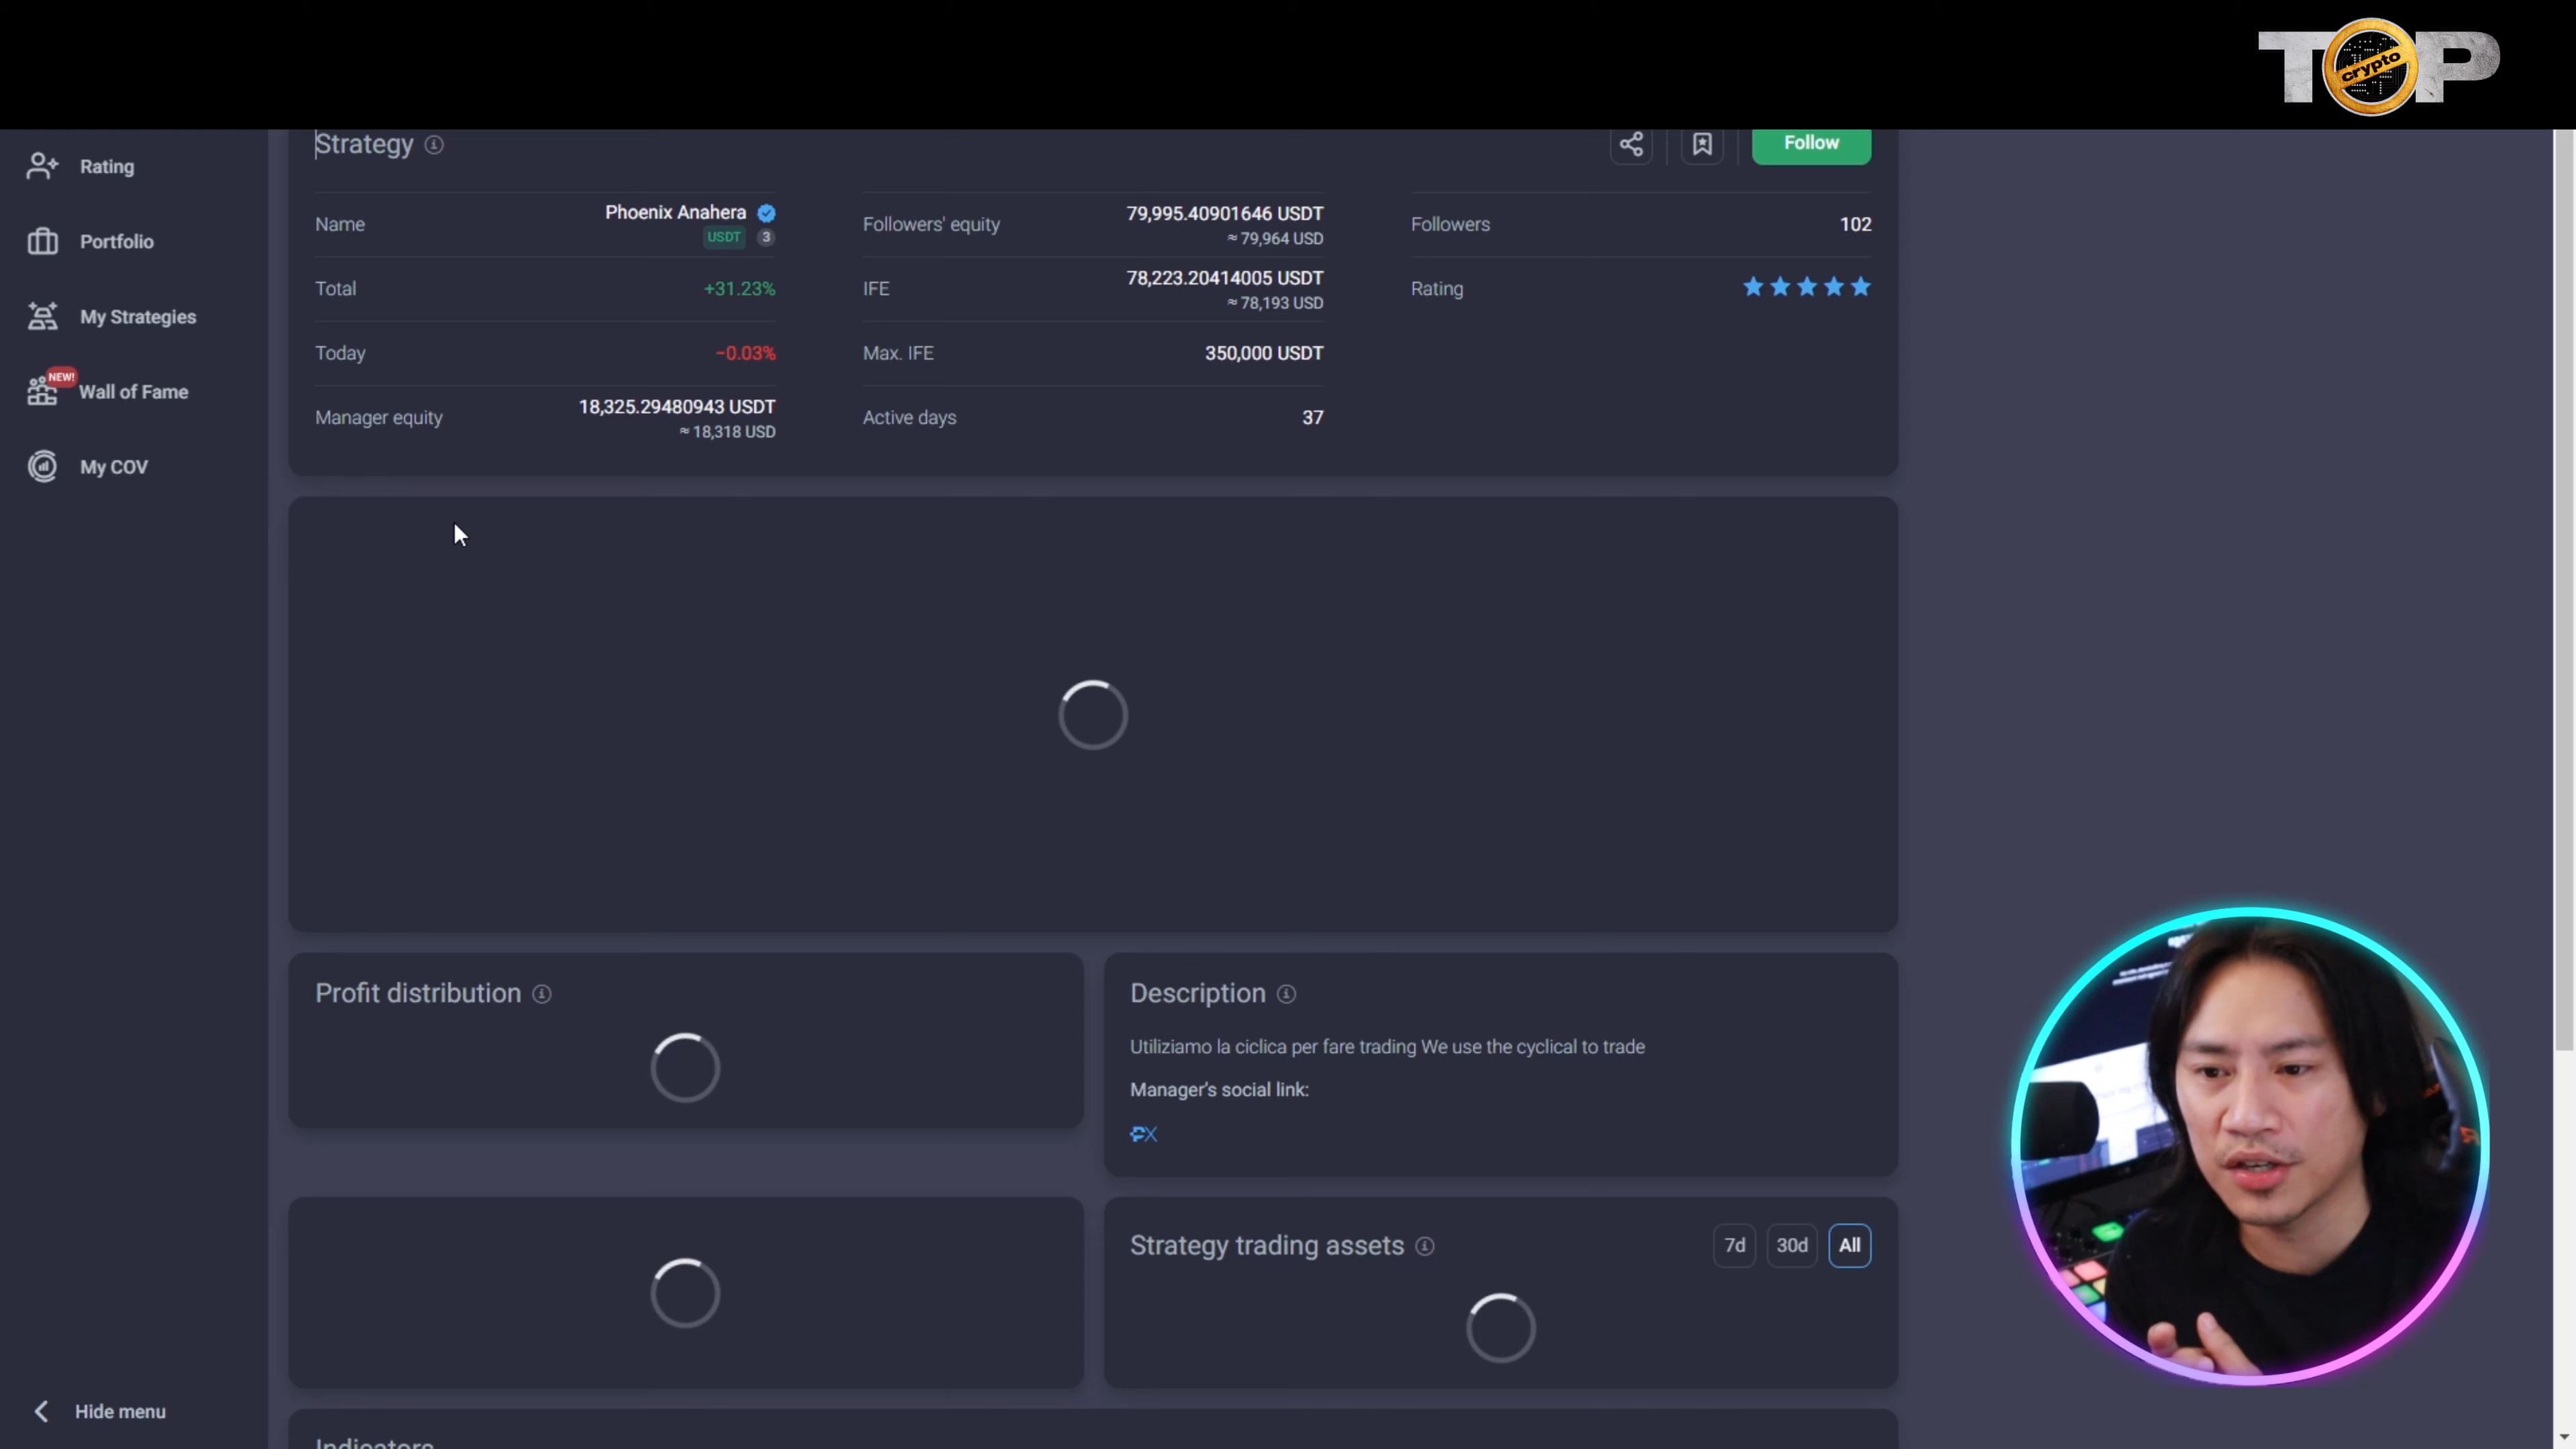 TOP
crypto
Strategy
Follow
Rating
Portfolio
My Strategies
NEW!
Wall of Fame
My COV
Name
Phoenix Anahera
USDT 3
Total
+31.23%
Today
−0.03%
Manager equity
18,325.29480943 USDT
≈ 18,318 USD
Followers' equity
79,995.40901646 USDT
≈ 79,964 USD
IFE
78,223.20414005 USDT
≈ 78,193 USD
Max. IFE
350,000 USDT
Active days
37
Followers
102
Rating
Profit distribution
Description
Utiliziamo la ciclica per fare trading We use the cyclical to trade
Manager's social link:
PX
Strategy trading assets
7d 30d All
Hide menu
Indicators